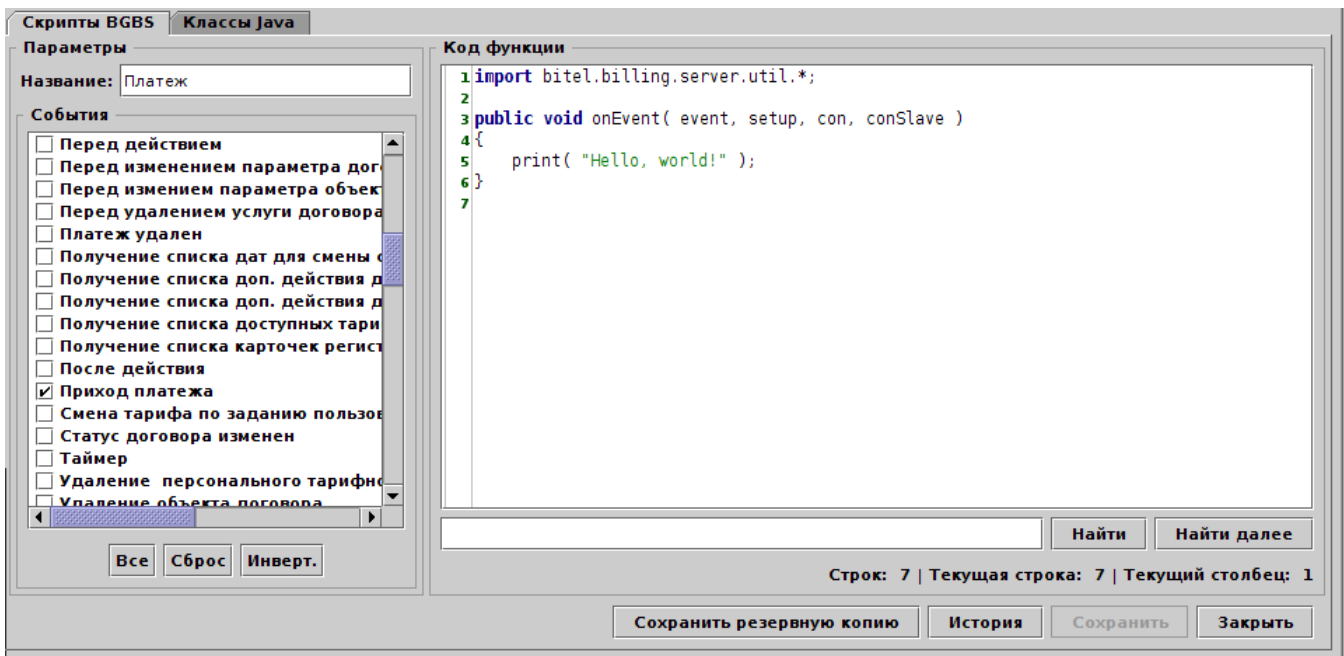 Скрипты BGBS Классы Java
Параметры
Название: Платеж
События
Перед действием
Перед изменением параметра дог
Перед измением параметра объек
Перед удалением услуги договора
Платеж удален
Получение списка дат для смены
Получение списка доп. действия д
Получение списка доп. действия д
Получение списка доступных тари
Получение списка карточек регист
После действия
Приход платежа
Смена тарифа по заданию пользов
Статус договора изменен
Таймер
Удаление персонального тарифно
Удаление объекта договора
Все Сброс Инверт.
Код функции
1 import bitel.billing.server.util.*;
2
3 public void onEvent( event, setup, con, conSlave )
4 {
5 print( "Hello, world!" );
6 }
7
Найти Найти далее
Строк: 7 | Текущая строка: 7 | Текущий столбец: 1
Сохранить резервную копию История Сохранить Закрыть